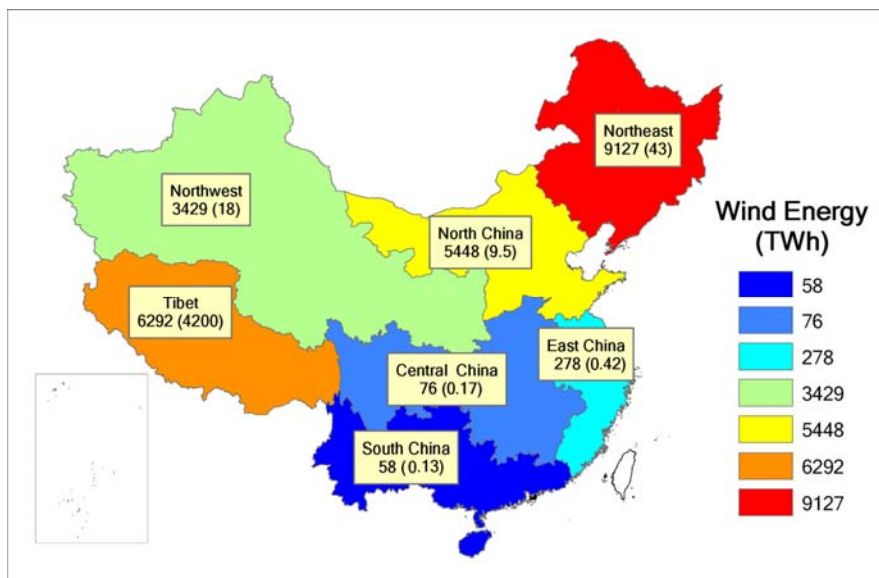 Northeast
9127 (43)
Northwest
3429 (18)
North China
5448 (9.5)
Tibet
6292 (4200)
East China
278 (0.42)
Central China
76 (0.17)
South China
58 (0.13)
Wind Energy
(TWh)
58
76
278
3429
5448
6292
9127